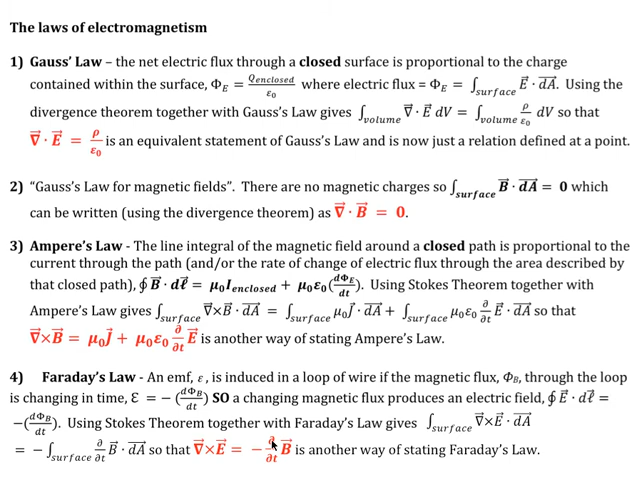 The laws of electromagnetism
1) Gauss' Law – the net electric flux through a closed surface is proportional to the charge
contained within the surface, Φ_E = Q_enclosed/ε₀ where electric flux = Φ_E = ∫_surface E⃗ · dA⃗. Using the
divergence theorem together with Gauss's Law gives ∫_volume ∇⃗ · E⃗ dV = ∫_volume ρ/ε₀ dV so that
∇⃗ · E⃗ = ρ/ε₀ is an equivalent statement of Gauss's Law and is now just a relation defined at a point.
2) "Gauss's Law for magnetic fields". There are no magnetic charges so ∫_surface B⃗ · dA⃗ = 0 which
can be written (using the divergence theorem) as ∇⃗ · B⃗ = 0.
3) Ampere's Law - The line integral of the magnetic field around a closed path is proportional to the
current through the path (and/or the rate of change of electric flux through the area described by
that closed path), ∮ B⃗ · dℓ⃗ = μ₀I_enclosed + μ₀ε₀(dΦ_E/dt). Using Stokes Theorem together with
Ampere's Law gives ∫_surface ∇⃗×B⃗ · dA⃗ = ∫_surface μ₀J⃗ · dA⃗ + ∫_surface μ₀ε₀ ∂/∂t E⃗ · dA⃗ so that
∇⃗×B⃗ = μ₀J⃗ + μ₀ε₀ ∂/∂t E⃗ is another way of stating Ampere's Law.
4) Faraday's Law - An emf, ε, is induced in a loop of wire if the magnetic flux, Φ_B, through the loop
is changing in time, Ɛ = −(dΦ_B/dt) SO a changing magnetic flux produces an electric field, ∮ E⃗ · dℓ⃗ =
−(dΦ_B/dt). Using Stokes Theorem together with Faraday's Law gives ∫_surface ∇⃗×E⃗ · dA⃗
= − ∫_surface ∂/∂t B⃗ · dA⃗ so that ∇⃗×E⃗ = − ∂/∂t B⃗ is another way of stating Faraday's Law.